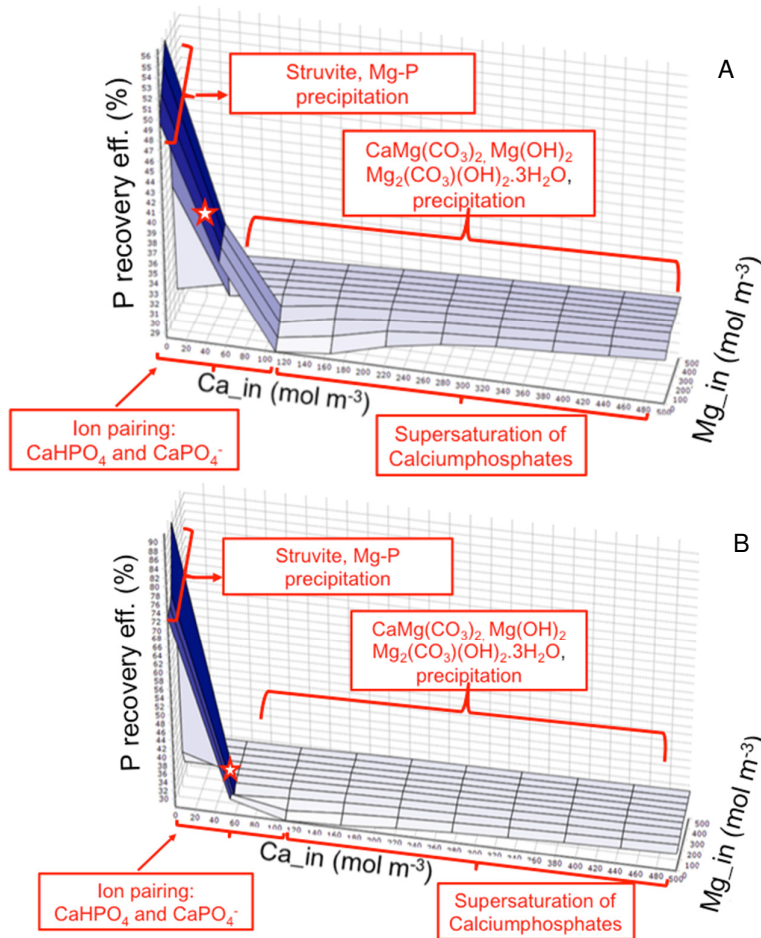 A
Struvite, Mg-P
precipitation
CaMg(CO₃)₂, Mg(OH)₂
Mg₂(CO₃)(OH)₂.3H₂O,
precipitation
P recovery eff. (%)
56
55
54
53
52
51
50
49
48
47
46
45
44
43
42
41
40
39
38
37
36
35
34
33
32
31
30
29
0 20 40 60 80 100 120 140 160 180 200 220 240 260 280 300 320 340 360 380 400 420 440 460 480 500
500
400
300
200
100
0
Ca_in (mol m⁻³)
Mg_in (mol m⁻³)
Ion pairing:
CaHPO₄ and CaPO₄⁻
Supersaturation of
Calciumphosphates
B
Struvite, Mg-P
precipitation
CaMg(CO₃)₂, Mg(OH)₂
Mg₂(CO₃)(OH)₂.3H₂O,
precipitation
P recovery eff. (%)
90
88
86
84
82
80
78
76
74
72
70
68
66
64
62
60
58
56
54
52
50
48
46
44
42
40
38
36
34
32
30
0 20 40 60 80 100 120 140 160 180 200 220 240 260 280 300 320 340 360 380 400 420 440 460 480 500
500
400
300
200
100
0
Ca_in (mol m⁻³)
Mg_in (mol m⁻³)
Ion pairing:
CaHPO₄ and CaPO₄⁻
Supersaturation of
Calciumphosphates